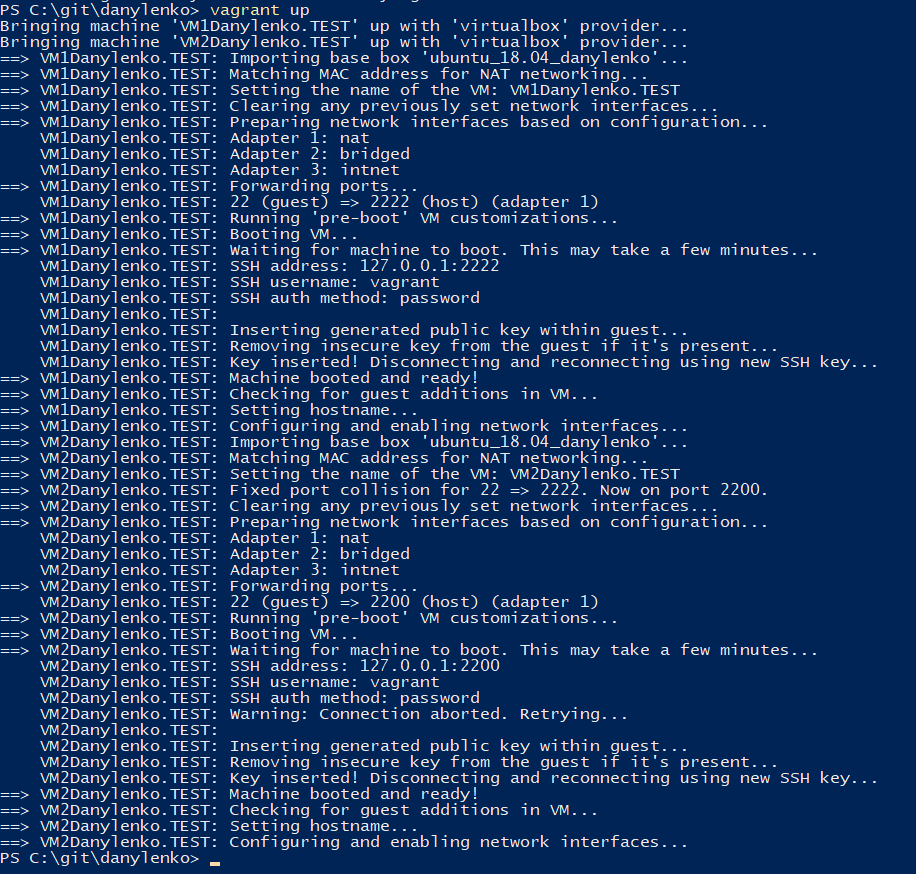 PS C:\git\danylenko> vagrant up
Bringing machine 'VM1Danylenko.TEST' up with 'virtualbox' provider...
Bringing machine 'VM2Danylenko.TEST' up with 'virtualbox' provider...
==> VM1Danylenko.TEST: Importing base box 'ubuntu_18.04_danylenko'...
==> VM1Danylenko.TEST: Matching MAC address for NAT networking...
==> VM1Danylenko.TEST: Setting the name of the VM: VM1Danylenko.TEST
==> VM1Danylenko.TEST: Clearing any previously set network interfaces...
==> VM1Danylenko.TEST: Preparing network interfaces based on configuration...
    VM1Danylenko.TEST: Adapter 1: nat
    VM1Danylenko.TEST: Adapter 2: bridged
    VM1Danylenko.TEST: Adapter 3: intnet
==> VM1Danylenko.TEST: Forwarding ports...
    VM1Danylenko.TEST: 22 (guest) => 2222 (host) (adapter 1)
==> VM1Danylenko.TEST: Running 'pre-boot' VM customizations...
==> VM1Danylenko.TEST: Booting VM...
==> VM1Danylenko.TEST: Waiting for machine to boot. This may take a few minutes...
    VM1Danylenko.TEST: SSH address: 127.0.0.1:2222
    VM1Danylenko.TEST: SSH username: vagrant
    VM1Danylenko.TEST: SSH auth method: password
    VM1Danylenko.TEST:
    VM1Danylenko.TEST: Inserting generated public key within guest...
    VM1Danylenko.TEST: Removing insecure key from the guest if it's present...
    VM1Danylenko.TEST: Key inserted! Disconnecting and reconnecting using new SSH key...
==> VM1Danylenko.TEST: Machine booted and ready!
==> VM1Danylenko.TEST: Checking for guest additions in VM...
==> VM1Danylenko.TEST: Setting hostname...
==> VM1Danylenko.TEST: Configuring and enabling network interfaces...
==> VM2Danylenko.TEST: Importing base box 'ubuntu_18.04_danylenko'...
==> VM2Danylenko.TEST: Matching MAC address for NAT networking...
==> VM2Danylenko.TEST: Setting the name of the VM: VM2Danylenko.TEST
==> VM2Danylenko.TEST: Fixed port collision for 22 => 2222. Now on port 2200.
==> VM2Danylenko.TEST: Clearing any previously set network interfaces...
==> VM2Danylenko.TEST: Preparing network interfaces based on configuration...
    VM2Danylenko.TEST: Adapter 1: nat
    VM2Danylenko.TEST: Adapter 2: bridged
    VM2Danylenko.TEST: Adapter 3: intnet
==> VM2Danylenko.TEST: Forwarding ports...
    VM2Danylenko.TEST: 22 (guest) => 2200 (host) (adapter 1)
==> VM2Danylenko.TEST: Running 'pre-boot' VM customizations...
==> VM2Danylenko.TEST: Booting VM...
==> VM2Danylenko.TEST: Waiting for machine to boot. This may take a few minutes...
    VM2Danylenko.TEST: SSH address: 127.0.0.1:2200
    VM2Danylenko.TEST: SSH username: vagrant
    VM2Danylenko.TEST: SSH auth method: password
    VM2Danylenko.TEST: Warning: Connection aborted. Retrying...
    VM2Danylenko.TEST:
    VM2Danylenko.TEST: Inserting generated public key within guest...
    VM2Danylenko.TEST: Removing insecure key from the guest if it's present...
    VM2Danylenko.TEST: Key inserted! Disconnecting and reconnecting using new SSH key...
==> VM2Danylenko.TEST: Machine booted and ready!
==> VM2Danylenko.TEST: Checking for guest additions in VM...
==> VM2Danylenko.TEST: Setting hostname...
==> VM2Danylenko.TEST: Configuring and enabling network interfaces...
PS C:\git\danylenko> _